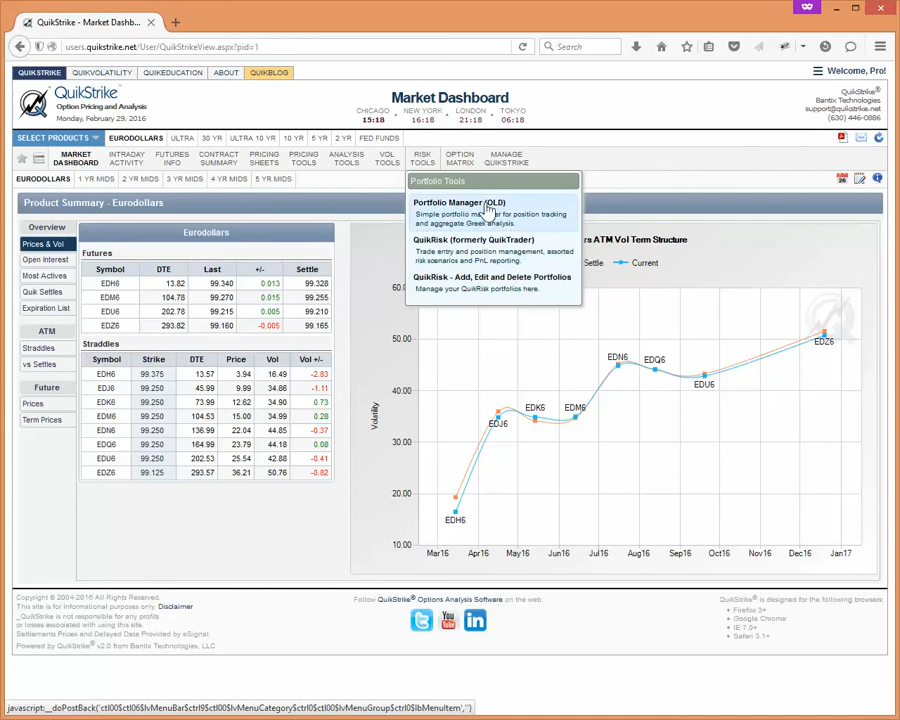 QuikStrike - Market Dashb...
users.quikstrike.net/User/QuikStrikeView.aspx?pid=1
Search
QUIKSTRIKE QUIKVOLATILITY QUIKEDUCATION ABOUT QUIKBLOG
Welcome, Pro!
QuikStrike™
Option Pricing and Analysis
Monday, February 29, 2016
Market Dashboard
CHICAGO NEW YORK LONDON TOKYO
15:18 16:18 21:18 06:18
QuikStrike®
Bantix Technologies, LLC
support@quikstrike.net
(630) 446-0886
SELECT PRODUCTS EURODOLLARS ULTRA 30 YR ULTRA 10 YR 10 YR 5 YR 2 YR FED FUNDS
MARKET DASHBOARD
INTRADAY ACTIVITY
FUTURES INFO
CONTRACT SUMMARY
PRICING SHEETS
PRICING TOOLS
ANALYSIS TOOLS
VOL TOOLS
RISK TOOLS
OPTION MATRIX
MANAGE QUIKSTRIKE
EURODOLLARS 1 YR MIDS 2 YR MIDS 3 YR MIDS 4 YR MIDS 5 YR MIDS
Portfolio Tools
Portfolio Manager (OLD)
for position tracking
and aggregate Greek analysis.
QuikRisk (formerly QuikTrader)
Trade entry and position management, assorted
risk scenarios and PnL reporting.
QuikRisk - Add, Edit and Delete Portfolios
Manage your QuikRisk portfolios here.
Product Summary - Eurodollars
Overview
Prices & Vol
Open Interest
Most Actives
Quik Settles
Expiration List
ATM
Straddles
vs Settles
Future
Prices
Term Prices
Eurodollars
Futures
Symbol DTE Last +/- Settle
EDH6 13.82 99.340 0.013 99.328
EDM6 104.78 99.270 0.015 99.255
EDU6 202.78 99.215 0.005 99.210
EDZ6 293.82 99.160 -0.005 99.165
Straddles
Symbol Strike DTE Price Vol Vol +/-
EDH6 99.375 13.57 3.94 16.49 -2.83
EDJ6 99.250 45.99 9.99 34.86 -1.11
EDK6 99.250 73.99 12.62 34.90 0.73
EDM6 99.250 104.53 15.00 34.99 0.28
EDN6 99.250 136.99 22.04 44.85 -0.37
EDQ6 99.250 164.99 23.79 44.18 0.08
EDU6 99.250 202.53 25.54 42.88 -0.41
EDZ6 99.125 293.57 36.21 50.76 -0.82
rs ATM Vol Term Structure
Settle Current
60.
50.00
40.00
30.00
20.00
10.00
Volatility
EDH6
EDJ6
EDK6
EDM6
EDN6
EDQ6
EDU6
EDZ6
Mar16 Apr16 May16 Jun16 Jul16 Aug16 Sep16 Oct16 Nov16 Dec16 Jan17
Copyright © 2004-2016 All Rights Reserved.
This site is for informational purposes only. Disclaimer
_QuikStrike is not responsible for any profits
or losses associated with using this site.
Settlements Prices and Delayed Data Provided by eSignal.
Powered by QuikStrike® v2.0 from Bantix Technologies, LLC
Follow QuikStrike® Options Analysis Software on the web:
You
Tube
in
QuikStrike® is designed for the following browsers:
Firefox 3+
Google Chrome
IE 7.0+
Safari 3.1+
javascript:__doPostBack('ctl00$ctl06$lvMenuBar$ctrl9$ctl00$lvMenuCategory$ctrl0$ctl00$lvMenuGroup$ctrl0$lbMenuItem','')